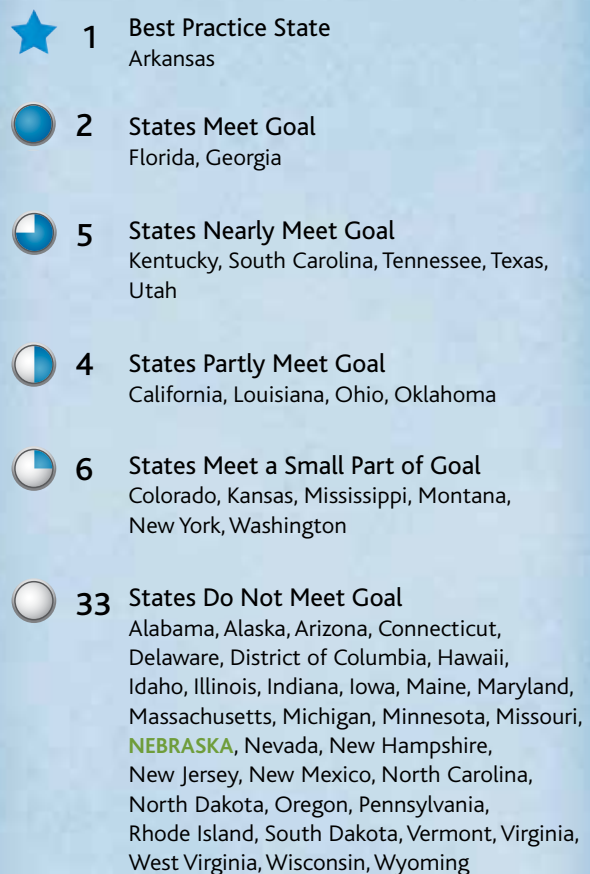 1 Best Practice State
Arkansas
2 States Meet Goal
Florida, Georgia
5 States Nearly Meet Goal
Kentucky, South Carolina, Tennessee, Texas,
Utah
4 States Partly Meet Goal
California, Louisiana, Ohio, Oklahoma
6 States Meet a Small Part of Goal
Colorado, Kansas, Mississippi, Montana,
New York, Washington
33 States Do Not Meet Goal
Alabama, Alaska, Arizona, Connecticut,
Delaware, District of Columbia, Hawaii,
Idaho, Illinois, Indiana, Iowa, Maine, Maryland,
Massachusetts, Michigan, Minnesota, Missouri,
NEBRASKA, Nevada, New Hampshire,
New Jersey, New Mexico, North Carolina,
North Dakota, Oregon, Pennsylvania,
Rhode Island, South Dakota, Vermont, Virginia,
West Virginia, Wisconsin, Wyoming